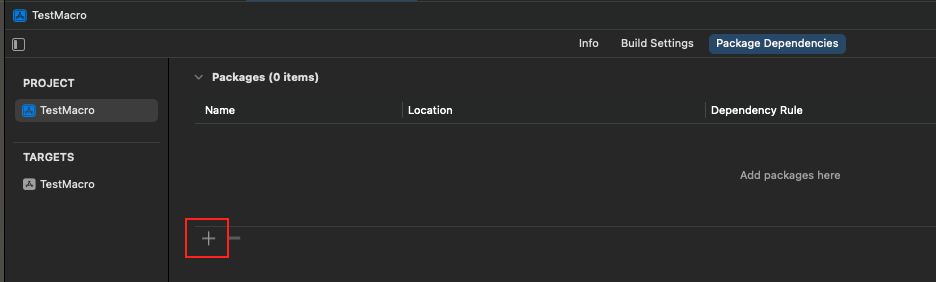 TestMacro
Info Build Settings Package Dependencies
PROJECT
TestMacro
TARGETS
TestMacro
Packages (0 items)
Name Location Dependency Rule
Add packages here